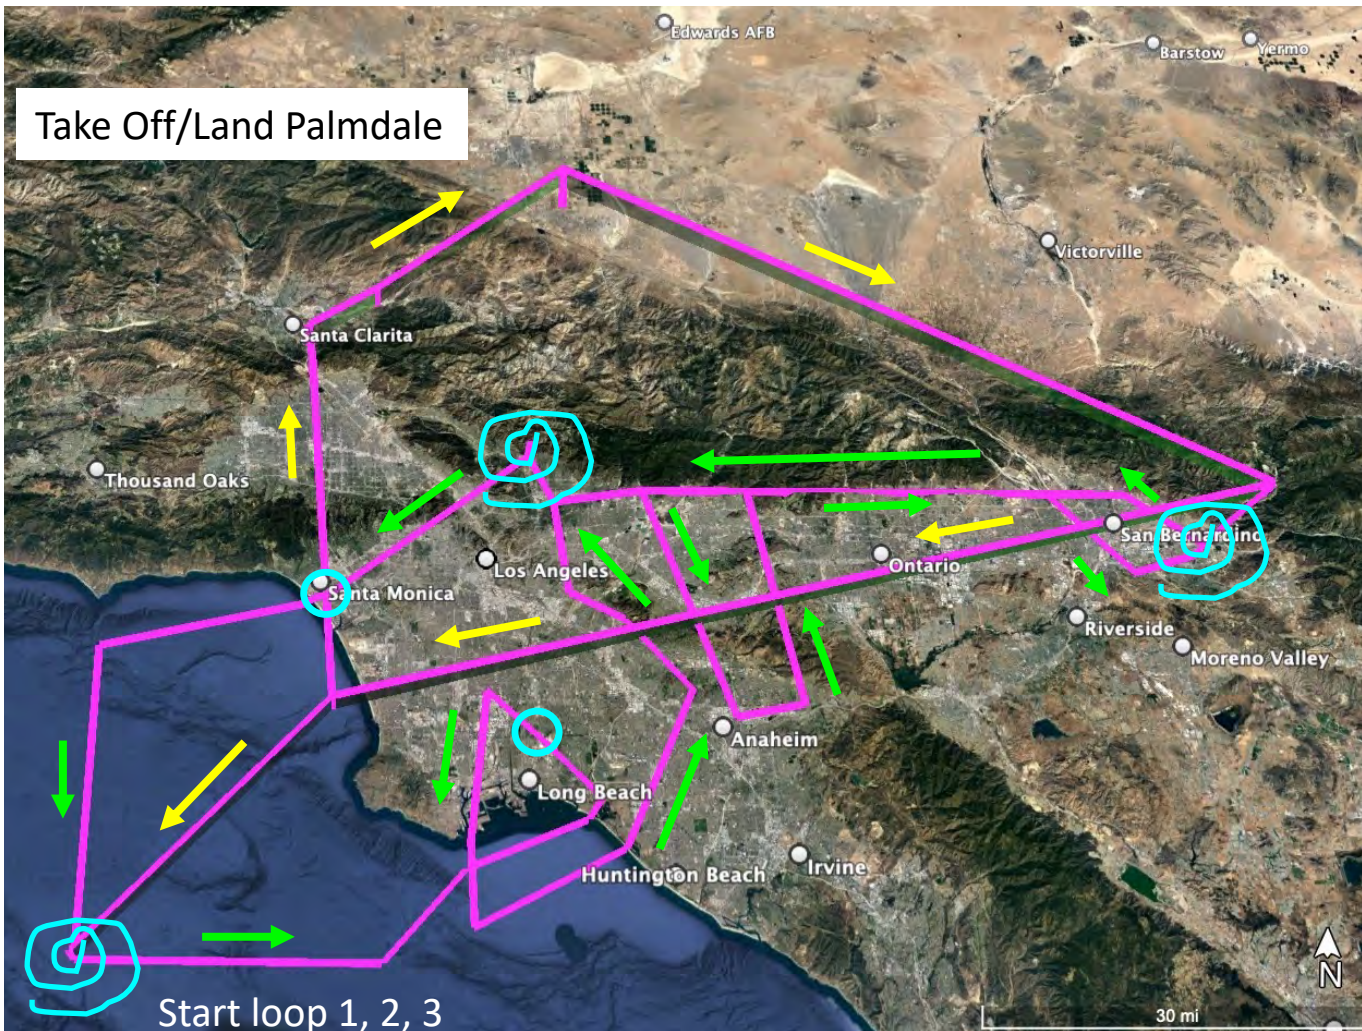 Edwards AFB
Barstow
Yermo
Take Off/Land Palmdale
Victorville
Santa Clarita
Thousand Oaks
San Bernardino
Los Angeles
Ontario
Santa Monica
Riverside
Moreno Valley
Anaheim
Long Beach
Huntington Beach
Irvine
N
Start loop 1, 2, 3
30 mi